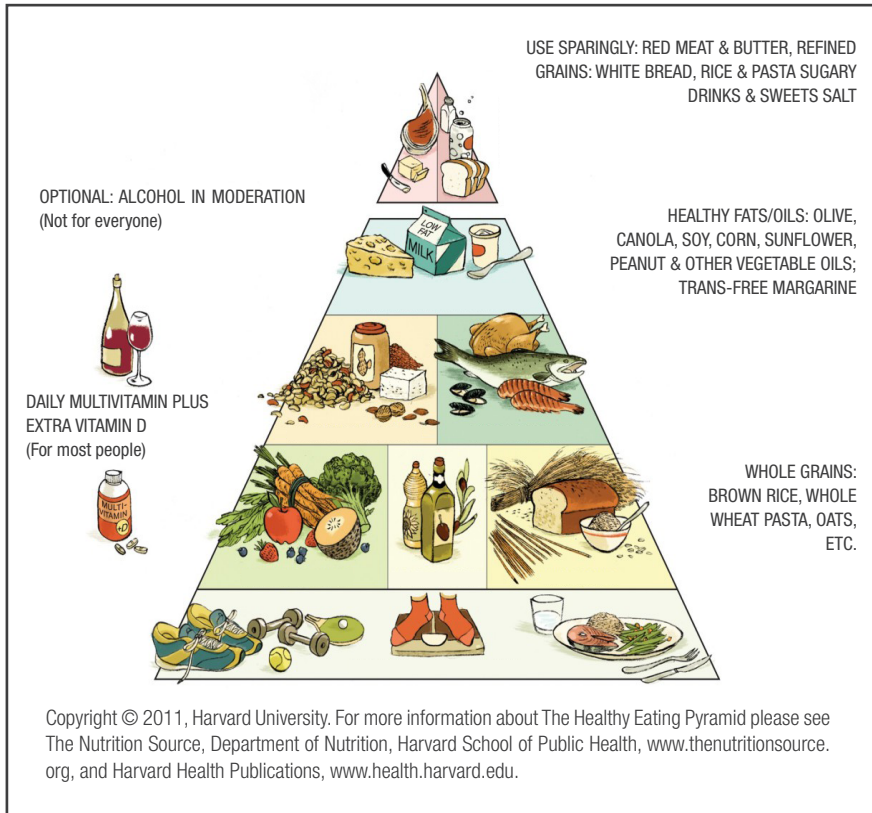 USE SPARINGLY: RED MEAT & BUTTER, REFINED
GRAINS: WHITE BREAD, RICE & PASTA SUGARY
DRINKS & SWEETS SALT
OPTIONAL: ALCOHOL IN MODERATION
(Not for everyone)
HEALTHY FATS/OILS: OLIVE,
CANOLA, SOY, CORN, SUNFLOWER,
PEANUT & OTHER VEGETABLE OILS;
TRANS-FREE MARGARINE
LOW
FAT
MILK
DAILY MULTIVITAMIN PLUS
EXTRA VITAMIN D
(For most people)
MULTI-
VITAMIN
+D
WHOLE GRAINS:
BROWN RICE, WHOLE
WHEAT PASTA, OATS,
ETC.
Copyright © 2011, Harvard University. For more information about The Healthy Eating Pyramid please see
The Nutrition Source, Department of Nutrition, Harvard School of Public Health, www.thenutritionsource.
org, and Harvard Health Publications, www.health.harvard.edu.